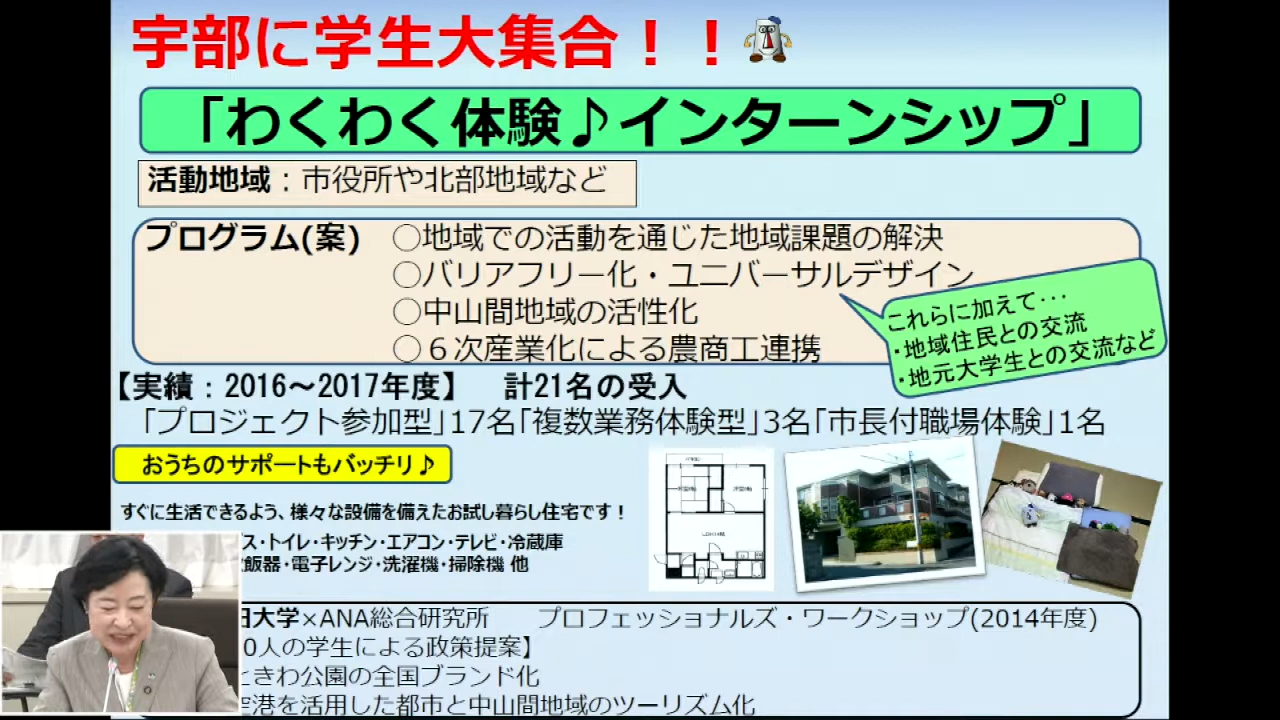 宇部に学生大集合！！
「わくわく体験♪インターンシップ」
活動地域：市役所や北部地域など
プログラム(案) ○地域での活動を通じた地域課題の解決
○バリアフリー化・ユニバーサルデザイン
○中山間地域の活性化
○６次産業化による農商工連携
これらに加えて･･･
・地域住民との交流
・地元大学生との交流など
【実績：2016～2017年度】 計21名の受入
「プロジェクト参加型」17名「複数業務体験型」3名「市長付職場体験」1名
おうちのサポートもバッチリ♪
すぐに生活できるよう、様々な設備を備えたお試し暮らし住宅です！
ス・トイレ・キッチン・エアコン・テレビ・冷蔵庫
飯器・電子レンジ・洗濯機・掃除機 他
田大学×ANA総合研究所 プロフェッショナルズ・ワークショップ(2014年度)
0人の学生による政策提案】
ときわ公園の全国ブランド化
空港を活用した都市と中山間地域のツーリズム化